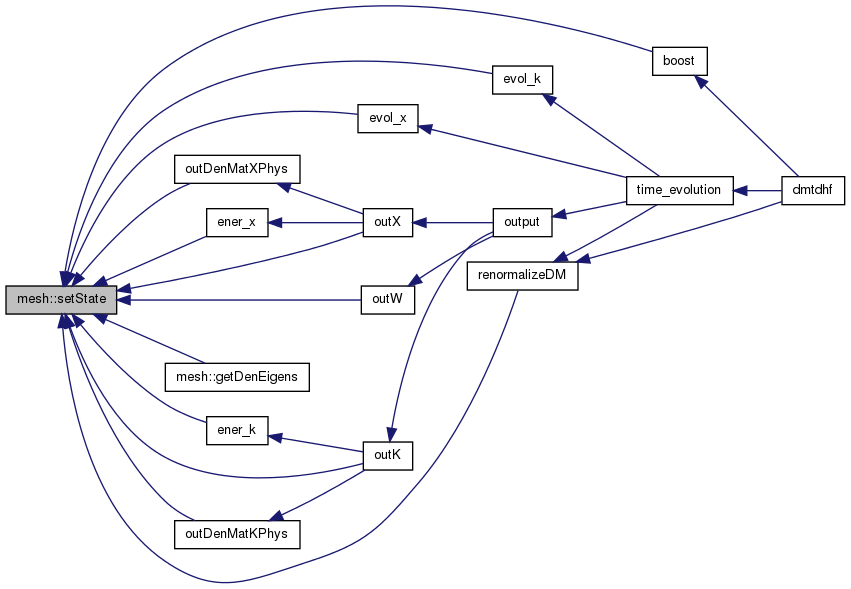 boost
evol_k
evol_x
outDenMatXPhys
time_evolution
dmtdhf
ener_x
outX
output
renormalizeDM
mesh::setState
outW
mesh::getDenEigens
ener_k
outK
outDenMatKPhys